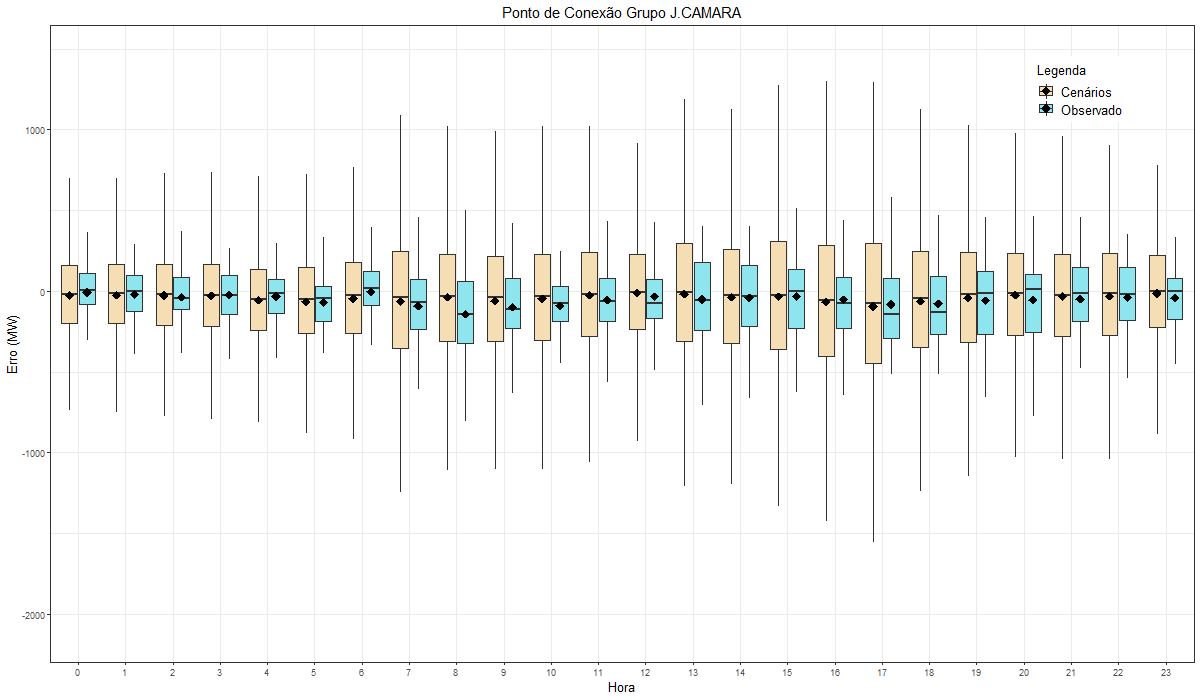 Ponto de Conexão Grupo J.CAMARA
Legenda
Cenários
Observado
Erro (MW)
1000
0
-1000
-2000
0 1 2 3 4 5 6 7 8 9 10 11 12 13 14 15 16 17 18 19 20 21 22 23
Hora